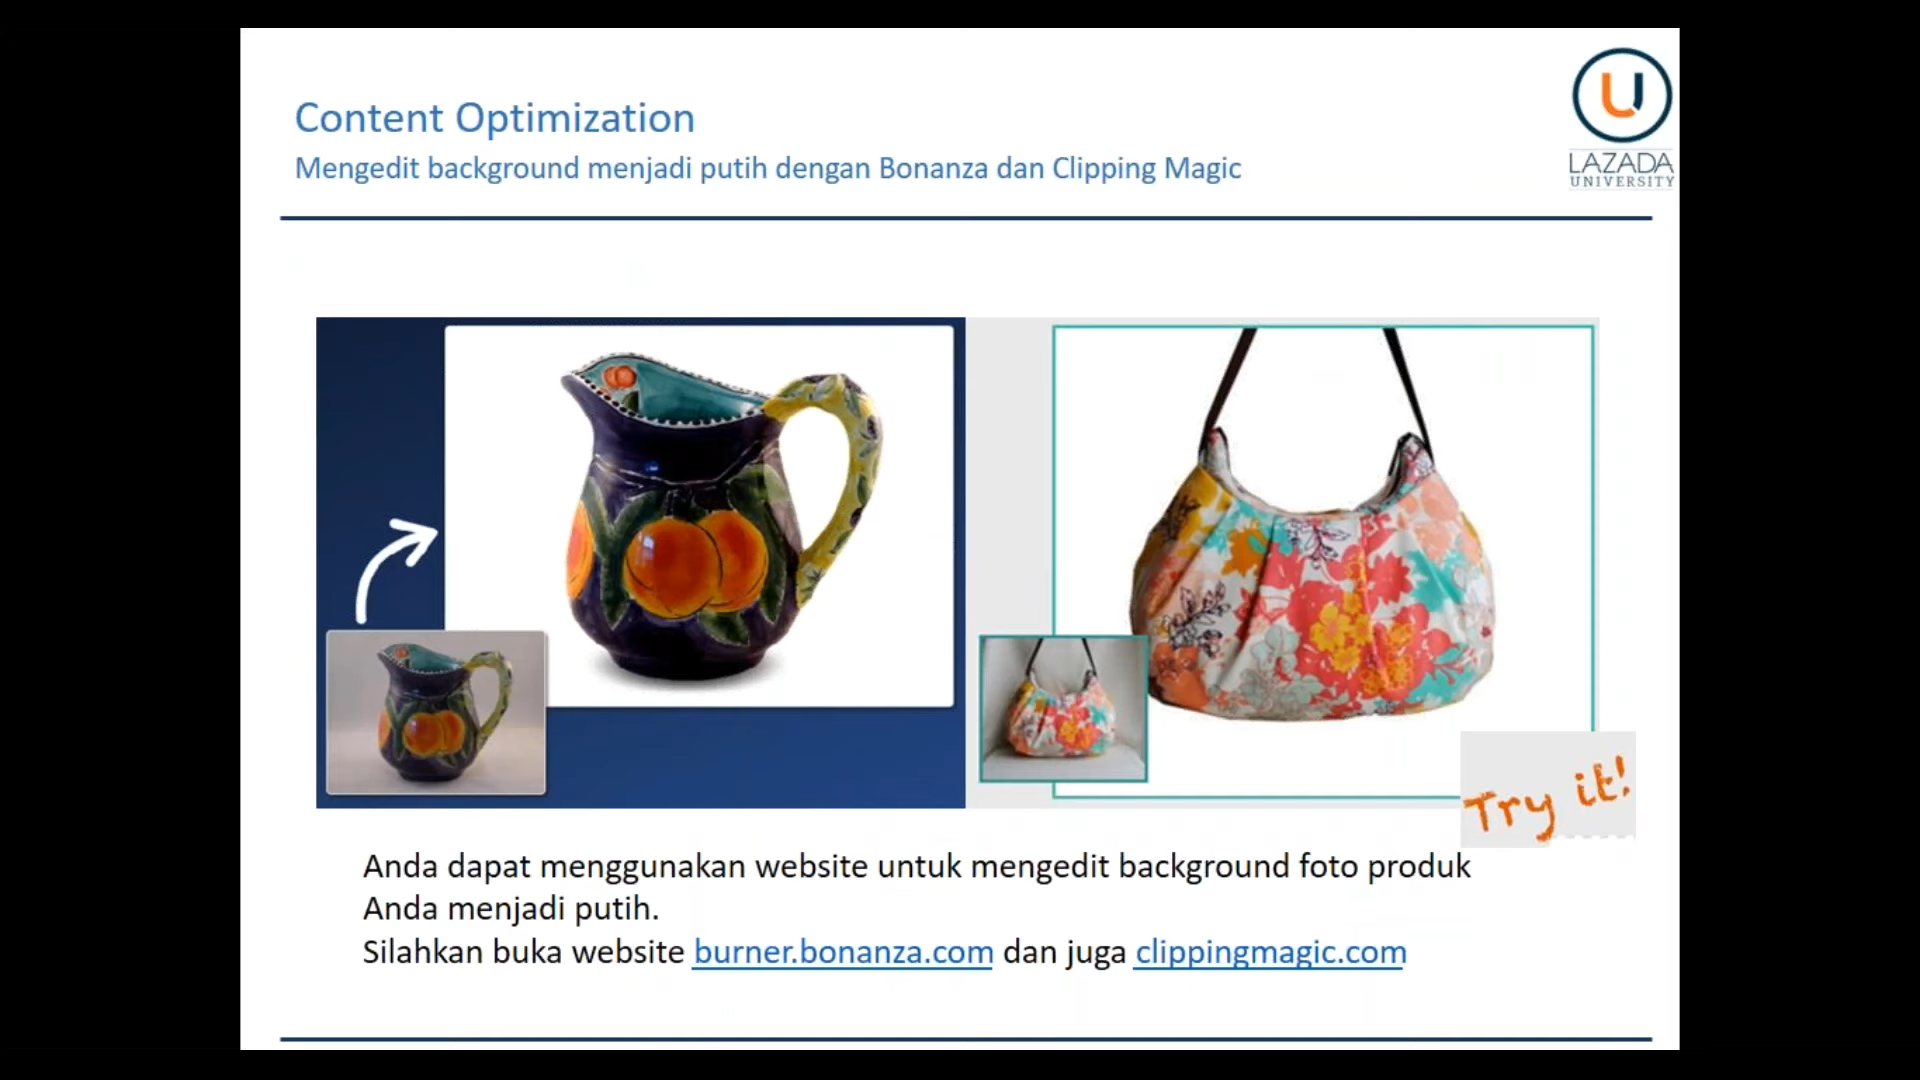 Content Optimization
Mengedit background menjadi putih dengan Bonanza dan Clipping Magic
U
LAZADA
UNIVERSITY
Try it!
Anda dapat menggunakan website untuk mengedit background foto produk
Anda menjadi putih.
Silahkan buka website burner.bonanza.com dan juga clippingmagic.com